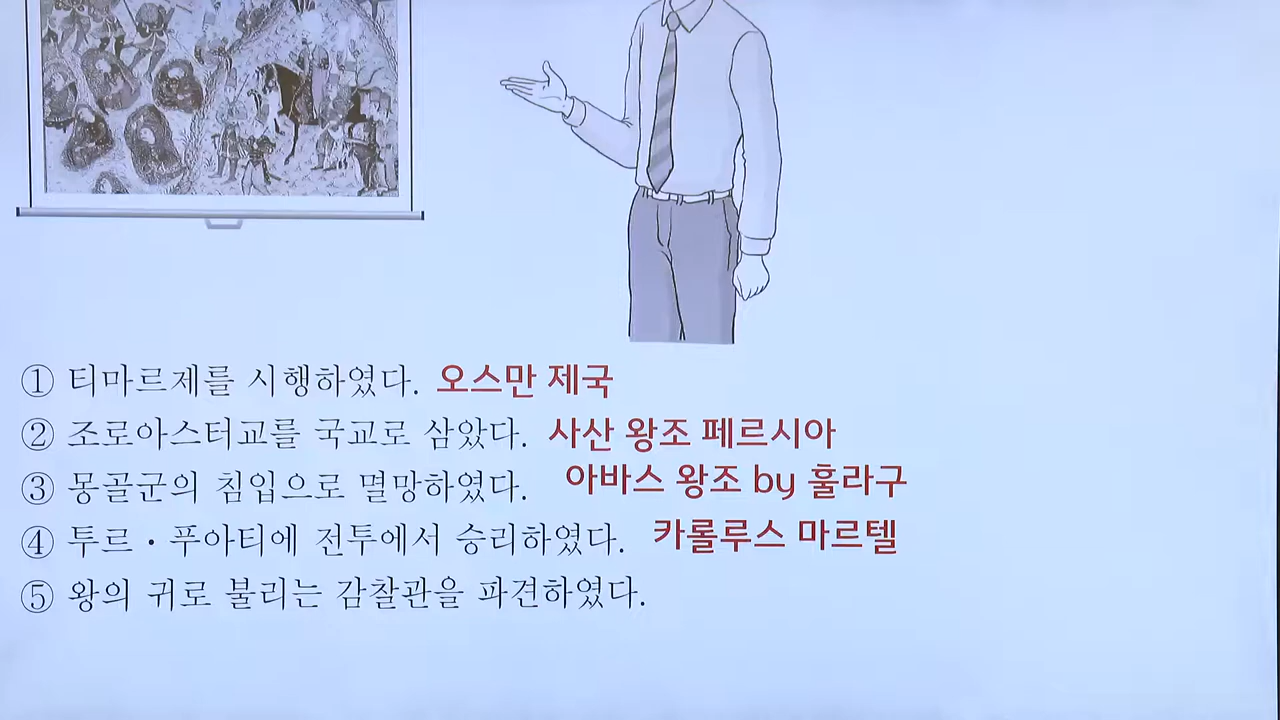 ① 티마르제를 시행하였다. 오스만 제국
② 조로아스터교를 국교로 삼았다. 사산 왕조 페르시아
③ 몽골군의 침입으로 멸망하였다. 아바스 왕조 by 훌라구
④ 투르・푸아티에 전투에서 승리하였다. 카롤루스 마르텔
⑤ 왕의 귀로 불리는 감찰관을 파견하였다.